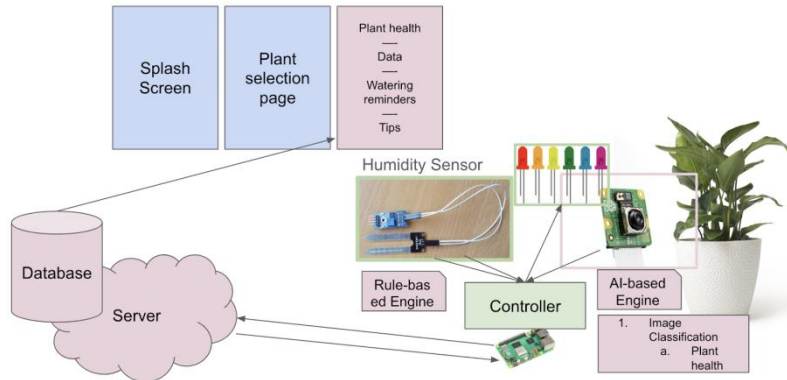 Splash
Screen
Plant
selection
page
Plant health
Data
Watering
reminders
Tips
Humidity Sensor
Database
Server
Rule-bas
ed Engine
Controller
AI-based
Engine
1. Image
Classification
a. Plant
health